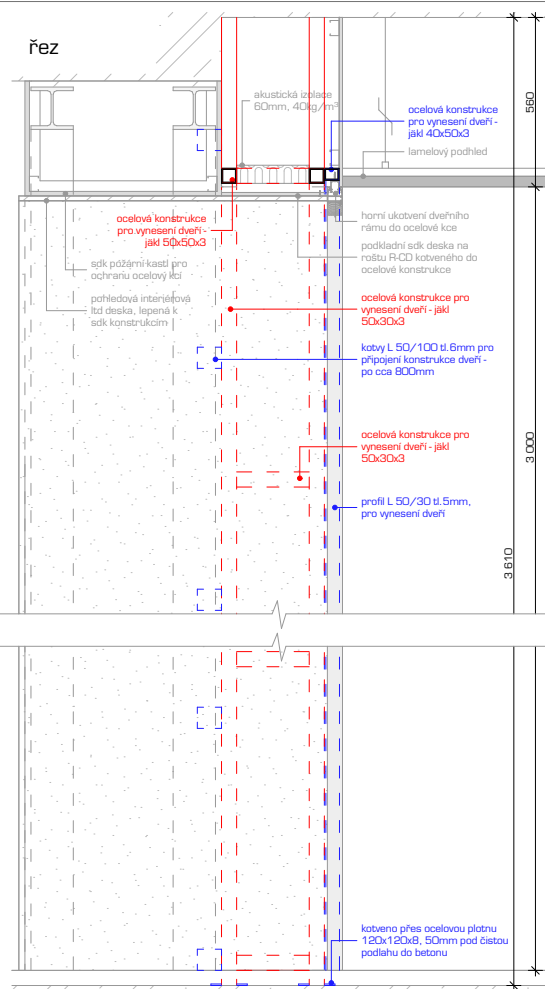 řez
akustická izolace
60mm, 40kg/m³
ocelová konstrukce
pro vynesení dveří -
jäkl 40x50x3
lamelový podhled
560
ocelová konstrukce
pro vynesení dveří -
jäkl 50x50x3
horní ukotvení dveřního
rámu do ocelové kce
podkladní sdk deska na
roštu R-CD kotveného do
ocelové konstrukce
sdk požární kastl pro
ochranu ocelový kcí
pohledová interiérová
ltd deska, lepená k
sdk konstrukcím
ocelová konstrukce pro
vynesení dveří - jäkl
50x30x3
kotvy L 50/100 tl.6mm pro
připojení konstrukce dveří -
po cca 800mm
ocelová konstrukce pro
vynesení dveří - jäkl
50x30x3
3 000
profil L 50/30 tl.5mm,
pro vynesení dveří
3 610
kotveno přes ocelovou plotnu
120x120x8, 50mm pod čistou
podlahu do betonu